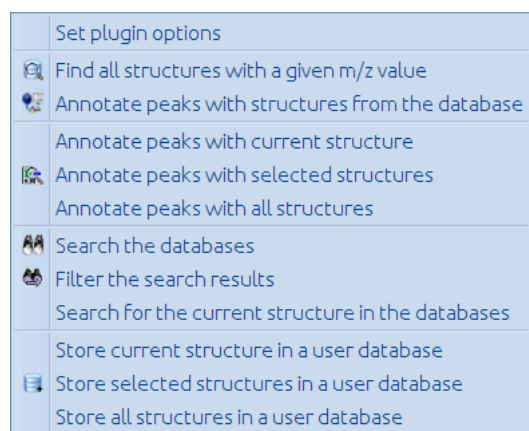 Set plugin options
Find all structures with a given m/z value
Annotate peaks with structures from the database
Annotate peaks with current structure
Annotate peaks with selected structures
Annotate peaks with all structures
Search the databases
Filter the search results
Search for the current structure in the databases
Store current structure in a user database
Store selected structures in a user database
Store all structures in a user database